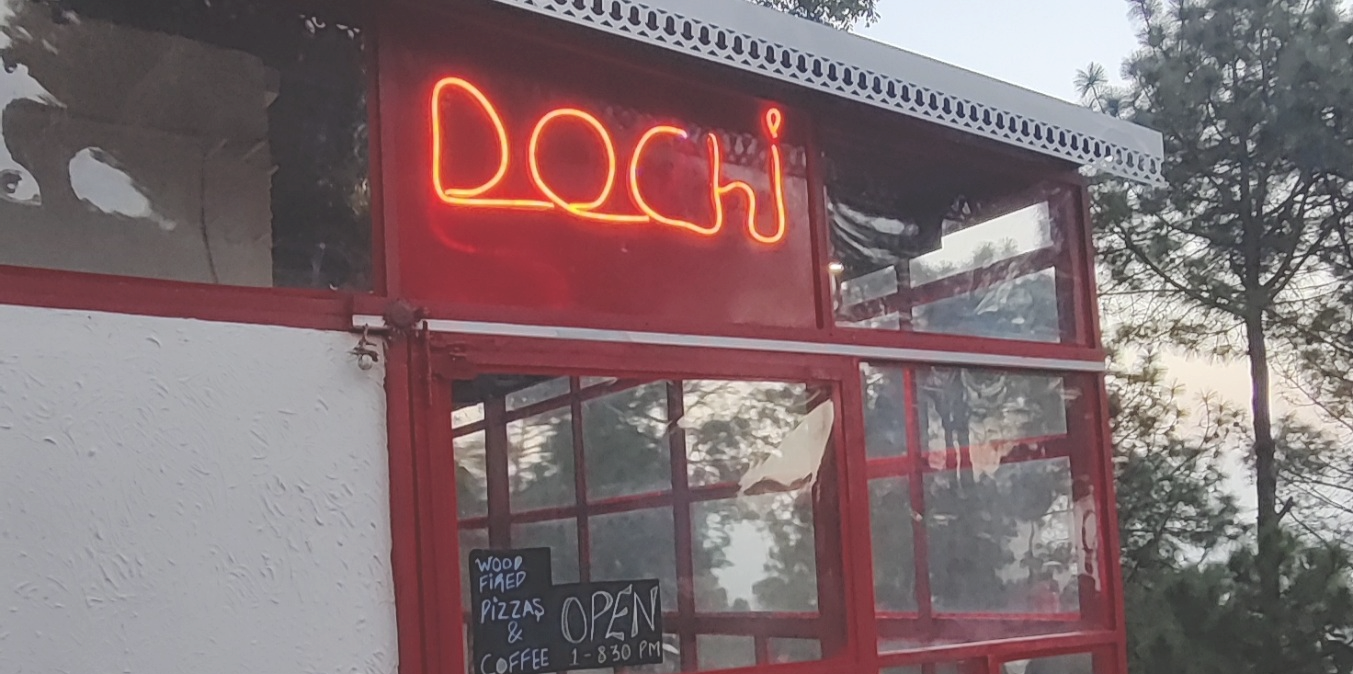 DOChi
WOOD
FIRED
PIZZAS
&
COFFEE
OPEN
1-830 PM